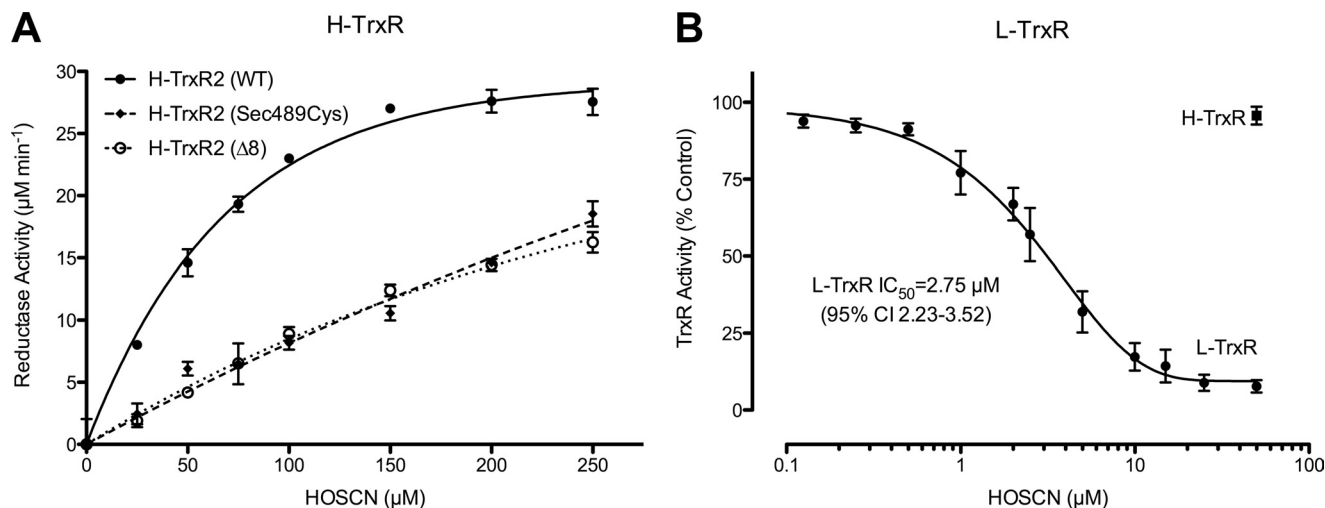 A
H-TrxR
H-TrxR2 (WT)
H-TrxR2 (Sec489Cys)
H-TrxR2 (Δ8)
Reductase Activity (µM min⁻¹)
30
25
20
15
10
5
0
0 50 100 150 200 250
HOSCN (µM)
B
L-TrxR
TrxR Activity (% Control)
100
75
50
25
0
H-TrxR
L-TrxR IC₅₀=2.75 µM
(95% CI 2.23-3.52)
L-TrxR
0.1 1 10 100
HOSCN (µM)